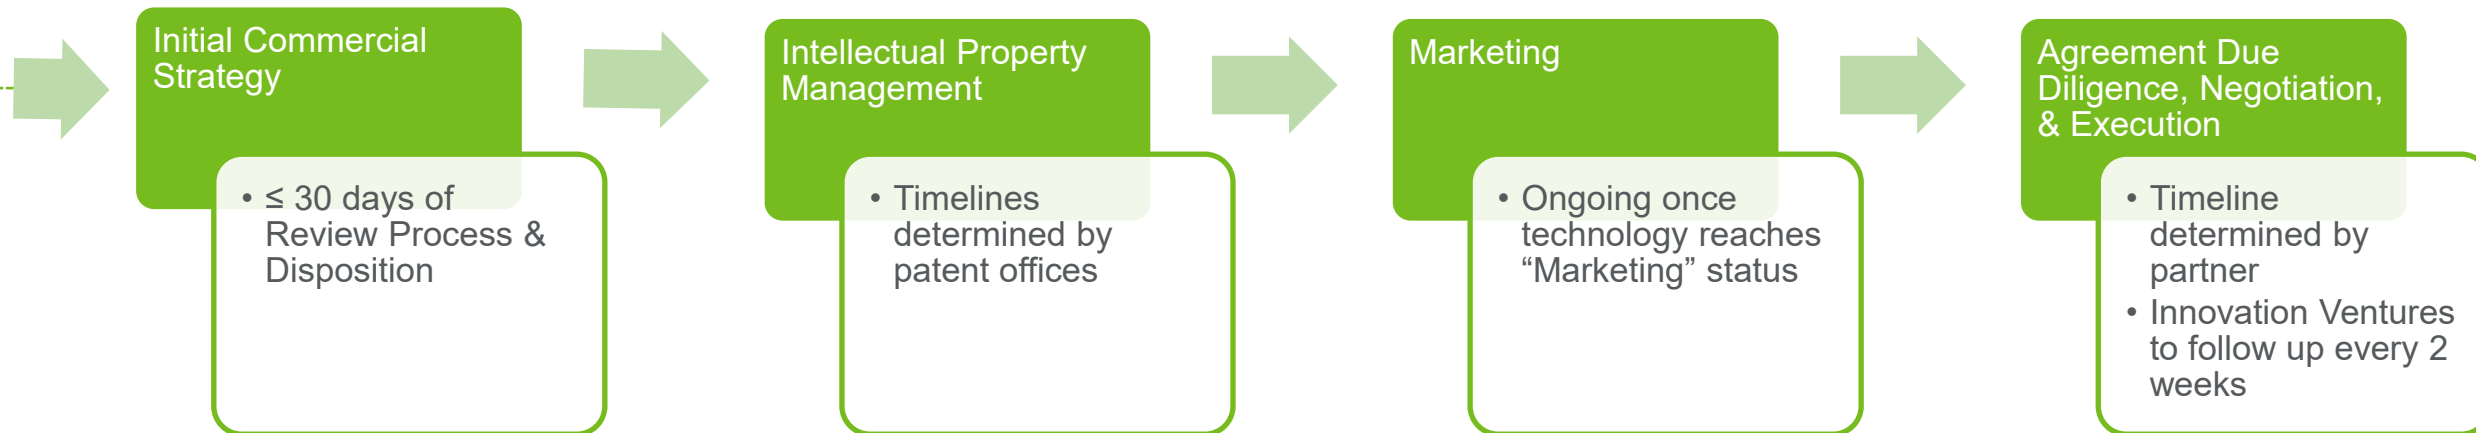 Initial Commercial
Strategy
• ≤ 30 days of
Review Process &
Disposition
Intellectual Property
Management
• Timelines
determined by
patent offices
Marketing
• Ongoing once
technology reaches
“Marketing” status
Agreement Due
Diligence, Negotiation,
& Execution
• Timeline
determined by
partner
• Innovation Ventures
to follow up every 2
weeks